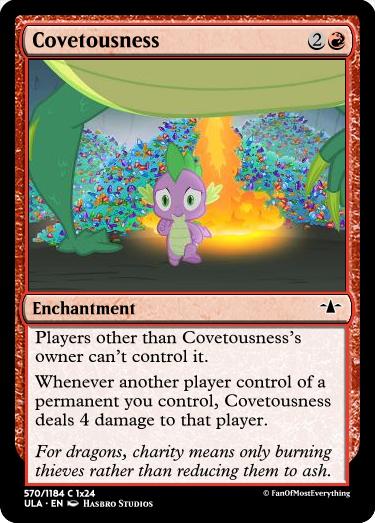 Covetousness 2
Enchantment
Players other than Covetousness's
owner can't control it.
Whenever another player control of a
permanent you control, Covetousness
deals 4 damage to that player.
For dragons, charity means only burning
thieves rather than reducing them to ash.
570/1184 C 1x24
ULA • EN Hasbro Studios
© FanOfMostEverything